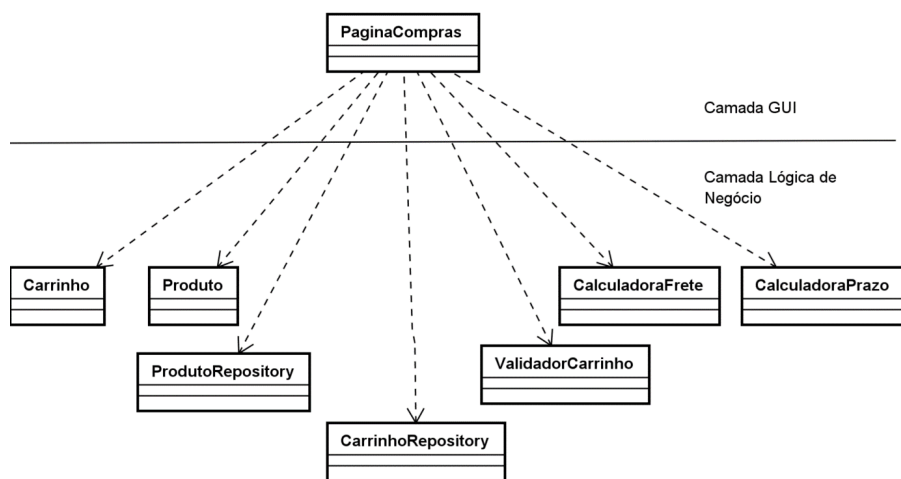 PaginaCompras
Camada GUI
Camada Lógica de
Negócio
Carrinho
Produto
CalculadoraFrete
CalculadoraPrazo
ProdutoRepository
ValidadorCarrinho
CarrinhoRepository